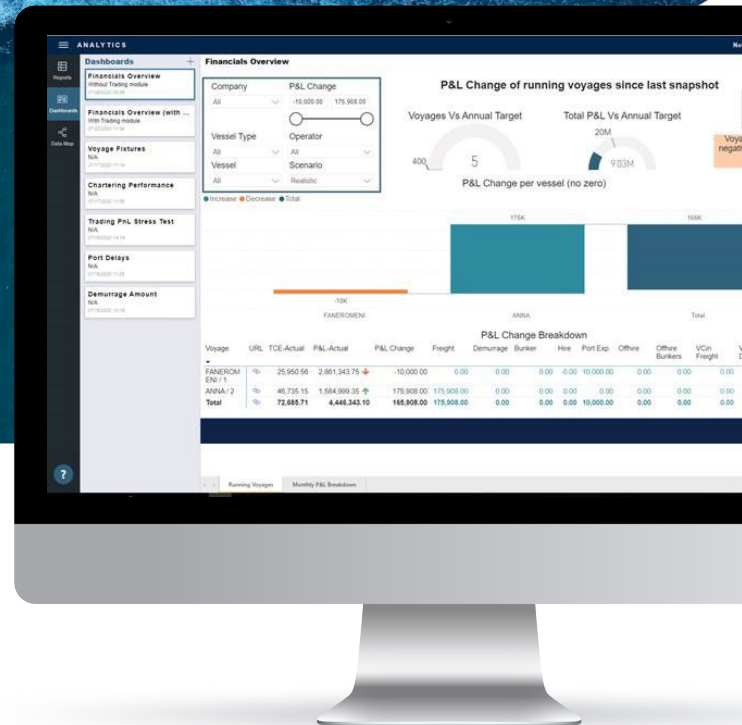 ANALYTICS
Ne
Reports
Dashboards
Data Map
Dashboards
Financials Overview
Without Trading module
Financials Overview (with ...
With Trading module
Voyage Fixtures
N/A
Chartering Performance
N/A
Trading PnL Stress Test
N/A
Port Delays
N/A
Demurrage Amount
N/A
?
Financials Overview
Company P&L Change
All -10,000.00 175,908.00
Vessel Type Operator
All All
Vessel Scenario
All Realistic
P&L Change of running voyages since last snapshot
Voyages Vs Annual Target Total P&L Vs Annual Target
20M
400 5 9.03M
Voya
negati
P&L Change per vessel (no zero)
Increase Decrease Total
176K 166K
-10K
FANEROMENI ANNA Total
P&L Change Breakdown
Voyage URL TCE-Actual P&L-Actual P&L Change Freight Demurrage Bunker Hire Port Exp. Offhire Offhire Bunkers VCin Freight V D
FANEROM ENI / 1 25,950.56 2,861,343.75 -10,000.00 0.00 0.00 0.00 0.00 10,000.00 0.00 0.00 0.00
ANNA / 2 46,735.15 1,584,999.35 175,908.00 175,908.00 0.00 0.00 0.00 0.00 0.00 0.00 0.00
Total 72,685.71 4,446,343.10 165,908.00 175,908.00 0.00 0.00 0.00 10,000.00 0.00 0.00 0.00
Running Voyages Monthly P&L Breakdown